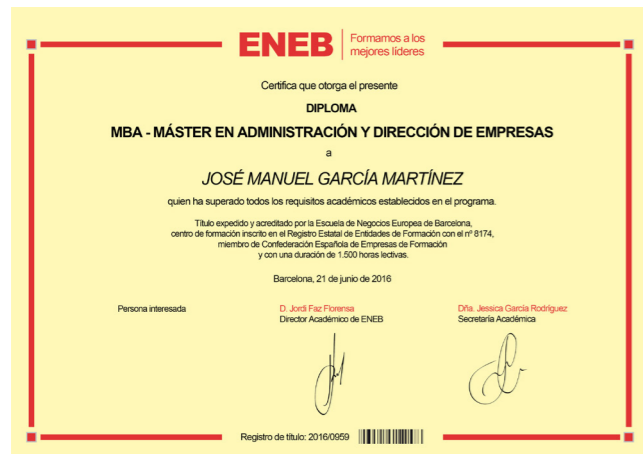 ENEB
Formamos a los
mejores líderes
Certifica que otorga el presente
DIPLOMA
MBA - MÁSTER EN ADMINISTRACIÓN Y DIRECCIÓN DE EMPRESAS
a
JOSÉ MANUEL GARCÍA MARTÍNEZ
quien ha superado todos los requisitos académicos establecidos en el programa.
Título expedido y acreditado por la Escuela de Negocios Europea de Barcelona,
centro de formación inscrito en el Registro Estatal de Entidades de Formación con el nº 8174,
miembro de Confederación Española de Empresas de Formación
y con una duración de 1.500 horas lectivas.
Barcelona, 21 de junio de 2016
Persona interesada
D. Jordi Faz Florensa
Director Académico de ENEB
Dña. Jessica García Rodríguez
Secretaría Académica
Registro de título: 2016/0959